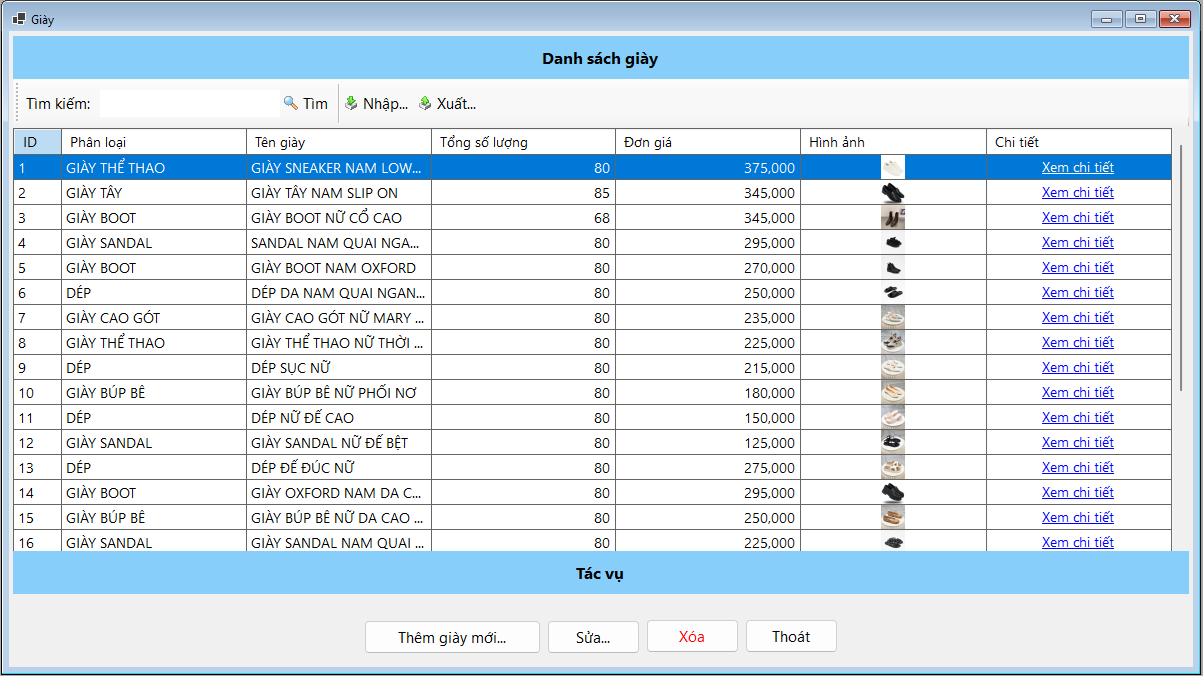 Giày
Danh sách giày
Tìm kiếm: Tìm Nhập... Xuất...
ID Phân loại Tên giày Tổng số lượng Đơn giá Hình ảnh Chi tiết
1 GIÀY THỂ THAO GIÀY SNEAKER NAM LOW... 80 375,000 Xem chi tiết
2 GIÀY TÂY GIÀY TÂY NAM SLIP ON 85 345,000 Xem chi tiết
3 GIÀY BOOT GIÀY BOOT NỮ CỔ CAO 68 345,000 Xem chi tiết
4 GIÀY SANDAL SANDAL NAM QUAI NGA... 80 295,000 Xem chi tiết
5 GIÀY BOOT GIÀY BOOT NAM OXFORD 80 270,000 Xem chi tiết
6 DÉP DÉP DA NAM QUAI NGAN... 80 250,000 Xem chi tiết
7 GIÀY CAO GÓT GIÀY CAO GÓT NỮ MARY ... 80 235,000 Xem chi tiết
8 GIÀY THỂ THAO GIÀY THỂ THAO NỮ THỜI ... 80 225,000 Xem chi tiết
9 DÉP DÉP SỤC NỮ 80 215,000 Xem chi tiết
10 GIÀY BÚP BÊ GIÀY BÚP BÊ NỮ PHỐI NƠ 80 180,000 Xem chi tiết
11 DÉP DÉP NỮ ĐẾ CAO 80 150,000 Xem chi tiết
12 GIÀY SANDAL GIÀY SANDAL NỮ ĐẾ BỆT 80 125,000 Xem chi tiết
13 DÉP DÉP ĐẾ ĐÚC NỮ 80 275,000 Xem chi tiết
14 GIÀY BOOT GIÀY OXFORD NAM DA C... 80 295,000 Xem chi tiết
15 GIÀY BÚP BÊ GIÀY BÚP BÊ NỮ DA CAO ... 80 250,000 Xem chi tiết
16 GIÀY SANDAL GIÀY SANDAL NAM QUAI ... 80 225,000 Xem chi tiết
Tác vụ
Thêm giày mới... Sửa... Xóa Thoát